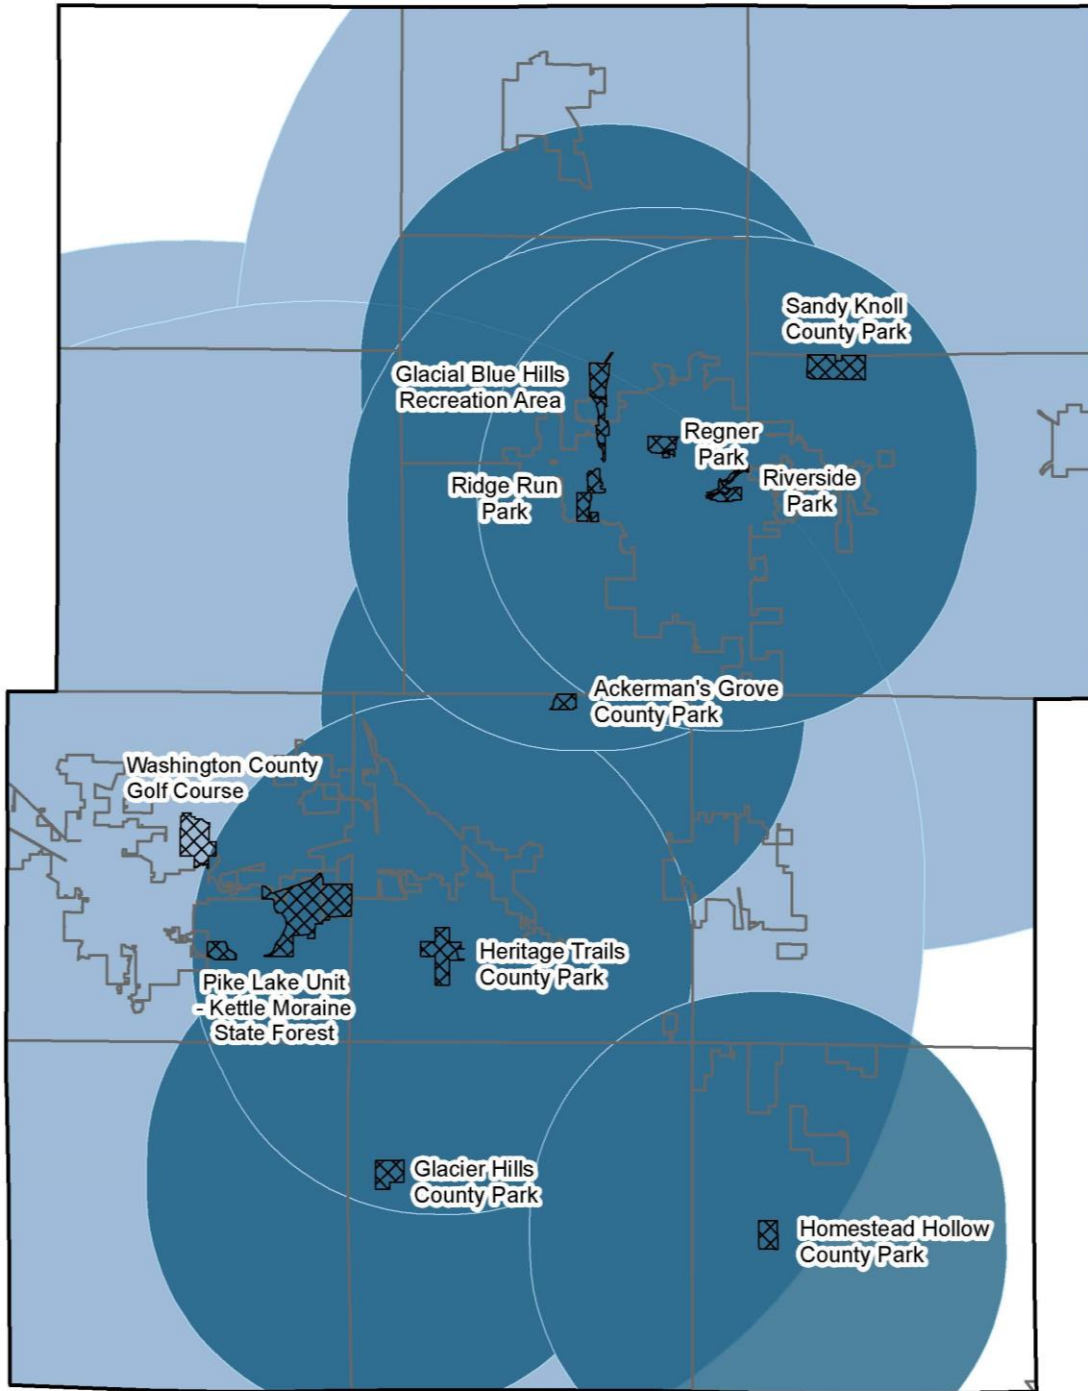 Sandy Knoll
County Park
Glacial Blue Hills
Recreation Area
Regner
Park
Ridge Run
Park
Riverside
Park
Ackerman's Grove
County Park
Washington County
Golf Course
Heritage Trails
County Park
Pike Lake Unit
- Kettle Moraine
State Forest
Glacier Hills
County Park
Homestead Hollow
County Park